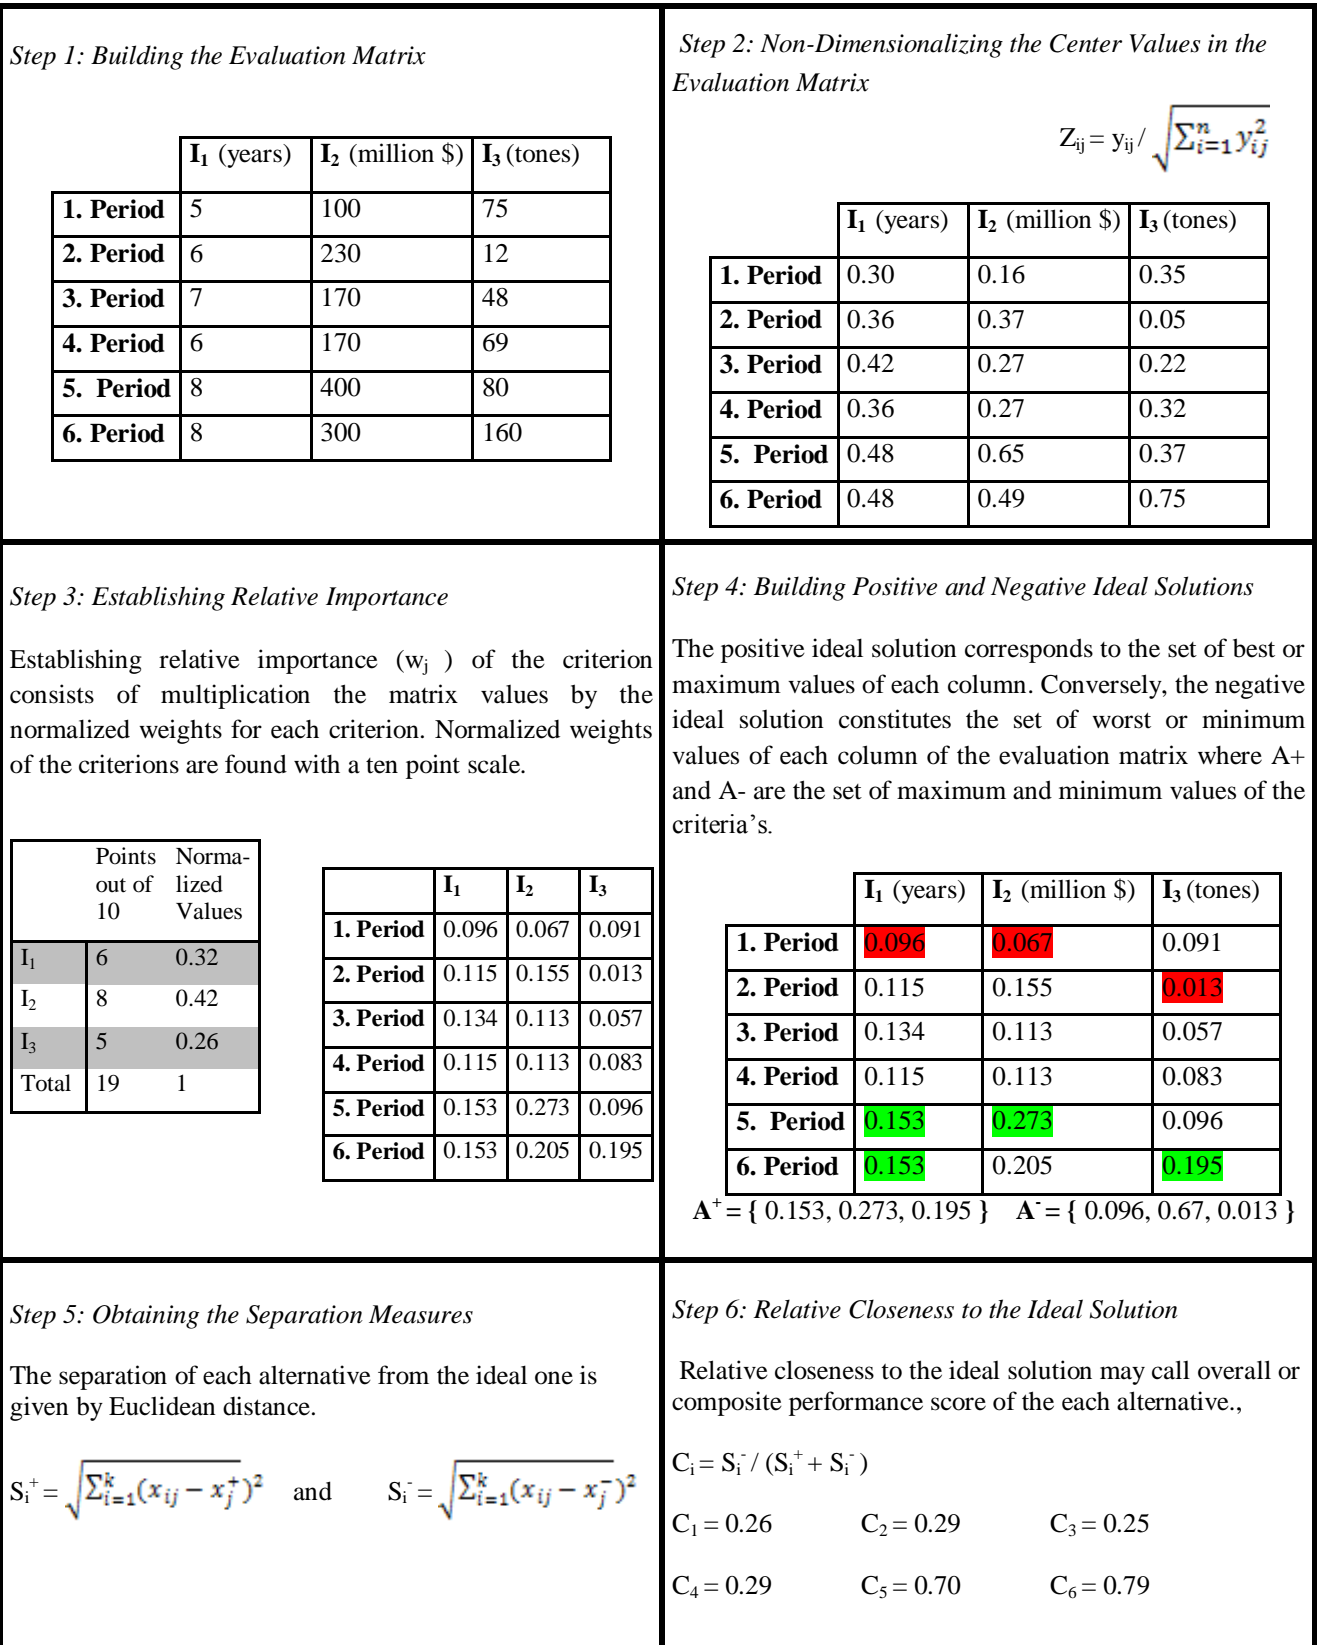 Step 1: Building the Evaluation Matrix
I1 (years) I2 (million $) I3 (tones)
1. Period 5 100 75
2. Period 6 230 12
3. Period 7 170 48
4. Period 6 170 69
5. Period 8 400 80
6. Period 8 300 160
Step 2: Non-Dimensionalizing the Center Values in the
Evaluation Matrix
Zij = yij / √∑ⁿi=1 y²ij
I1 (years) I2 (million $) I3 (tones)
1. Period 0.30 0.16 0.35
2. Period 0.36 0.37 0.05
3. Period 0.42 0.27 0.22
4. Period 0.36 0.27 0.32
5. Period 0.48 0.65 0.37
6. Period 0.48 0.49 0.75
Step 3: Establishing Relative Importance
Establishing relative importance (wj ) of the criterion
consists of multiplication the matrix values by the
normalized weights for each criterion. Normalized weights
of the criterions are found with a ten point scale.
Points Norma-
out of lized
10 Values
I1 6 0.32
I2 8 0.42
I3 5 0.26
Total 19 1
I1 I2 I3
1. Period 0.096 0.067 0.091
2. Period 0.115 0.155 0.013
3. Period 0.134 0.113 0.057
4. Period 0.115 0.113 0.083
5. Period 0.153 0.273 0.096
6. Period 0.153 0.205 0.195
Step 4: Building Positive and Negative Ideal Solutions
The positive ideal solution corresponds to the set of best or
maximum values of each column. Conversely, the negative
ideal solution constitutes the set of worst or minimum
values of each column of the evaluation matrix where A+
and A- are the set of maximum and minimum values of the
criteria’s.
I1 (years) I2 (million $) I3 (tones)
1. Period 0.096 0.067 0.091
2. Period 0.115 0.155 0.013
3. Period 0.134 0.113 0.057
4. Period 0.115 0.113 0.083
5. Period 0.153 0.273 0.096
6. Period 0.153 0.205 0.195
A+ = { 0.153, 0.273, 0.195 } A- = { 0.096, 0.67, 0.013 }
Step 5: Obtaining the Separation Measures
The separation of each alternative from the ideal one is
given by Euclidean distance.
Si+ = √∑ᵏi=1(xij − xj+)² and Si- = √∑ᵏi=1(xij − xj−)²
Step 6: Relative Closeness to the Ideal Solution
Relative closeness to the ideal solution may call overall or
composite performance score of the each alternative.,
Ci = Si- / (Si+ + Si-)
C1 = 0.26 C2 = 0.29 C3 = 0.25
C4 = 0.29 C5 = 0.70 C6 = 0.79